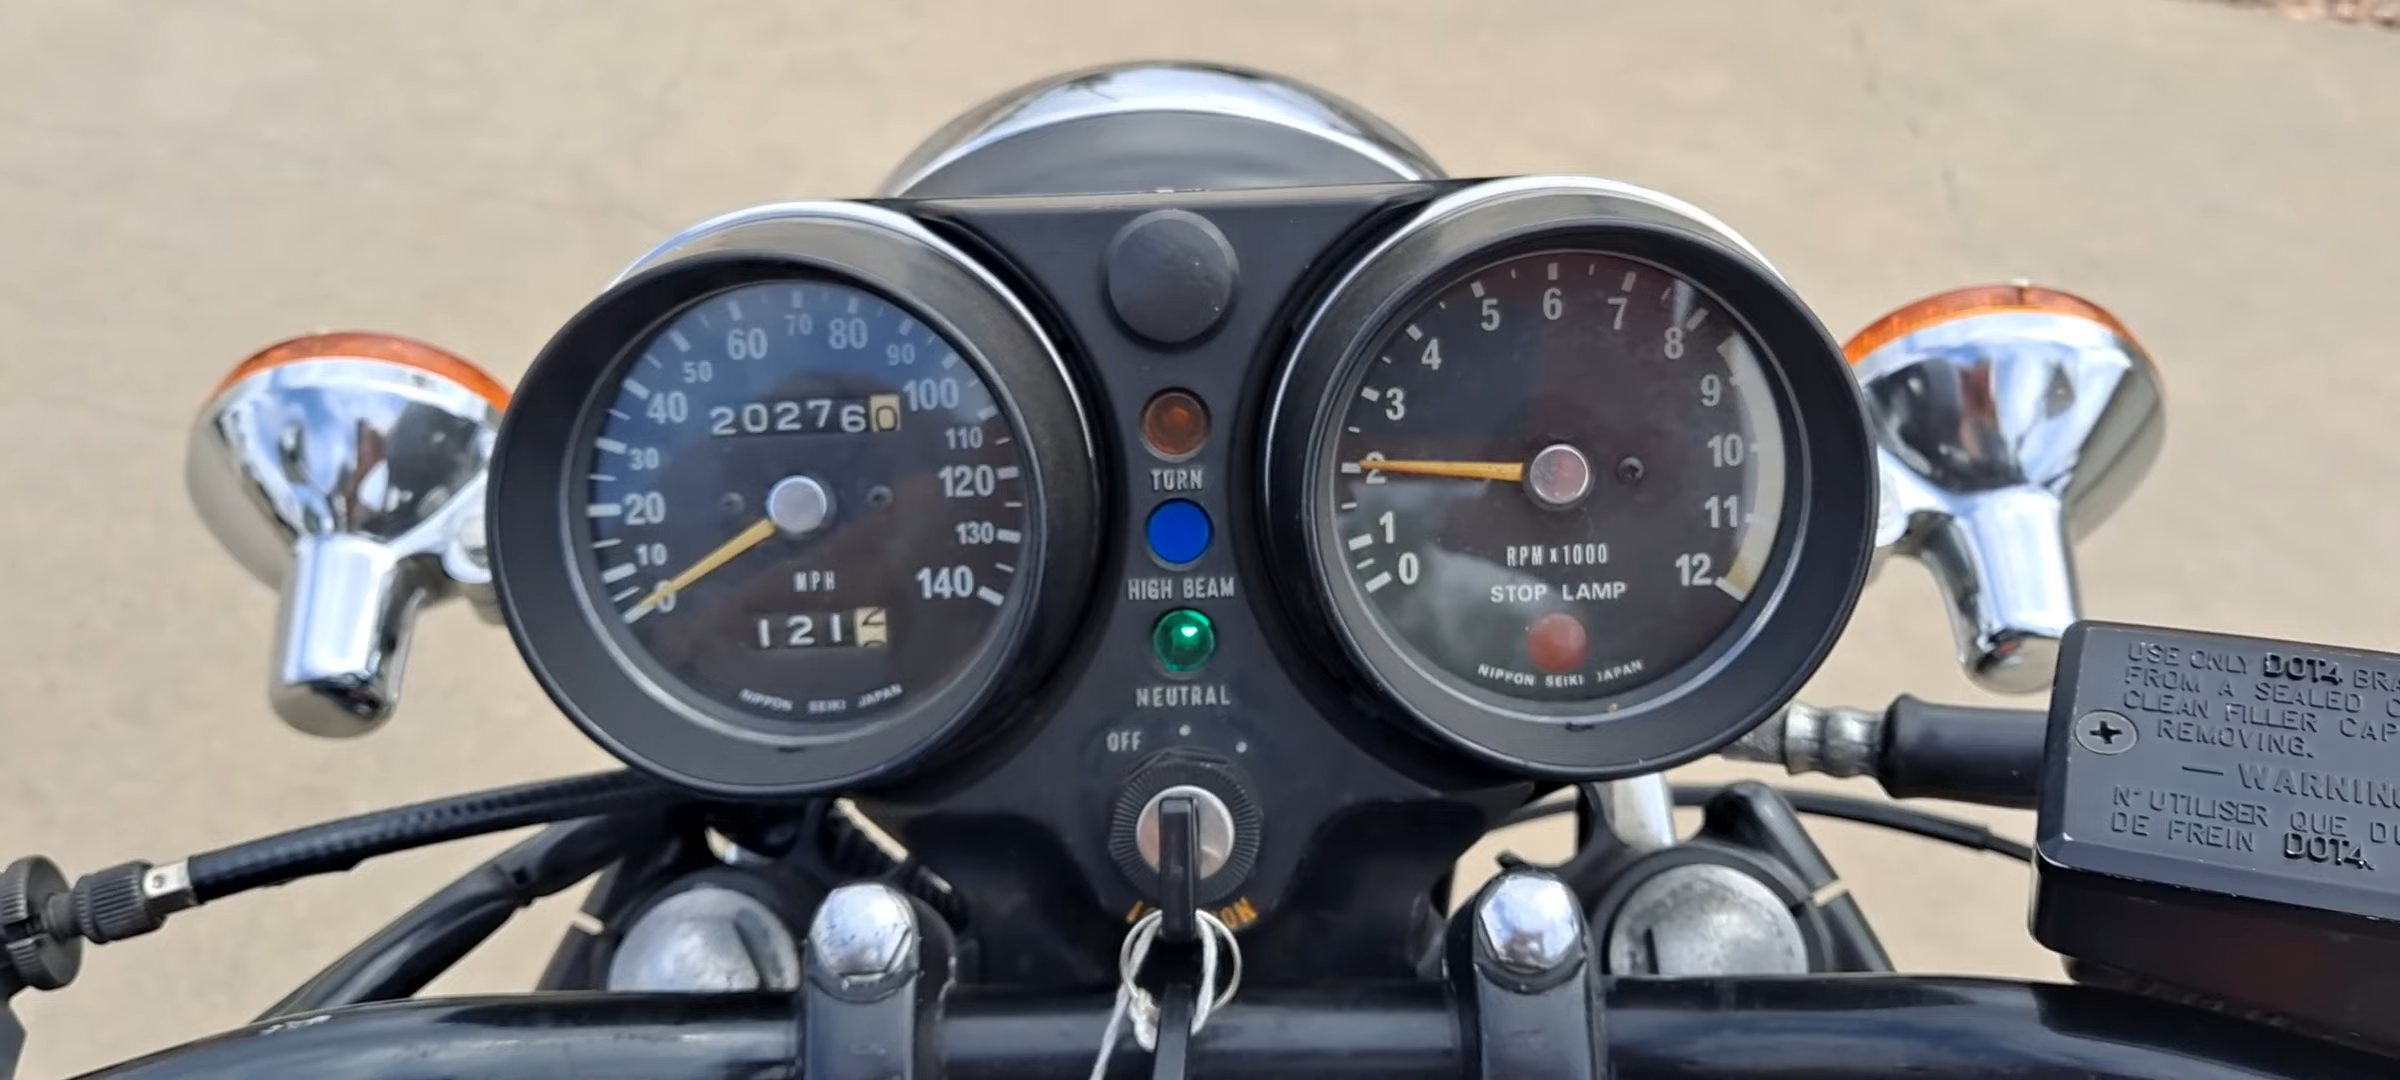 60 70 80
50 90
40 100
202760
30 110
20 120
10 130
0 140
MPH
121
NIPPON SEIKI JAPAN
TURN
HIGH BEAM
NEUTRAL
OFF
5 6 7
4 8
3 9
2 10
1 11
0 12
RPM x 1000
STOP LAMP
NIPPON SEIKI JAPAN
USE ONLY DOT4
FROM A SEALED
CLEAN FILLER CAP
REMOVING.
— WARNING
N'UTILISER QUE
DE FREIN DOT4.